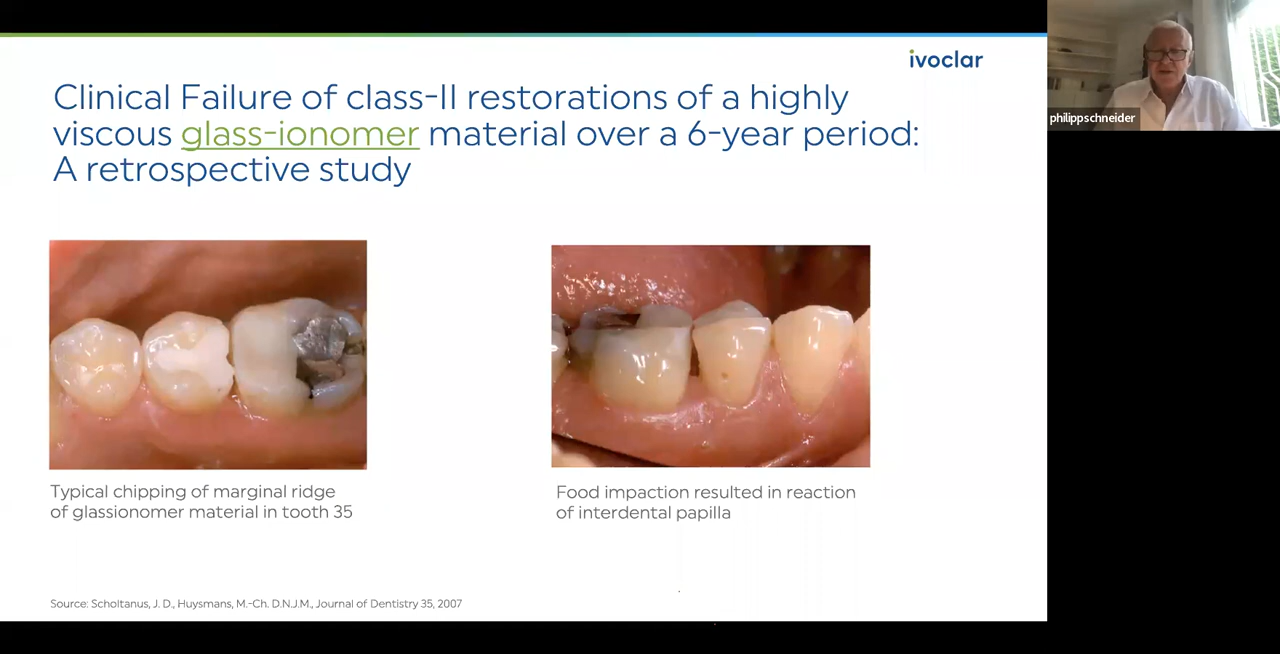 ivoclar
Clinical Failure of class-II restorations of a highly
viscous glass-ionomer material over a 6-year period:
A retrospective study
philippschneider
Typical chipping of marginal ridge
of glassionomer material in tooth 35
Food impaction resulted in reaction
of interdental papilla
Source: Scholtanus, J. D., Huysmans, M.-Ch. D.N.J.M., Journal of Dentistry 35, 2007